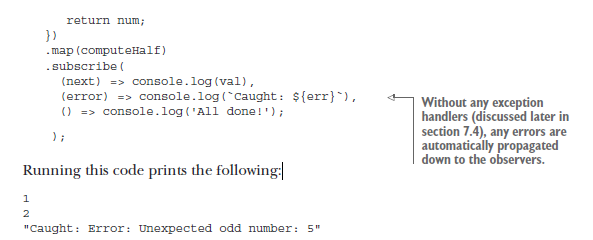 return num;
})
.map(computeHalf)
.subscribe(
(next) => console.log(val),
(error) => console.log(`Caught: ${err}`),
() => console.log('All done!');
);
Without any exception
handlers (discussed later in
section 7.4), any errors are
automatically propagated
down to the observers.
Running this code prints the following:
1
2
"Caught: Error: Unexpected odd number: 5"